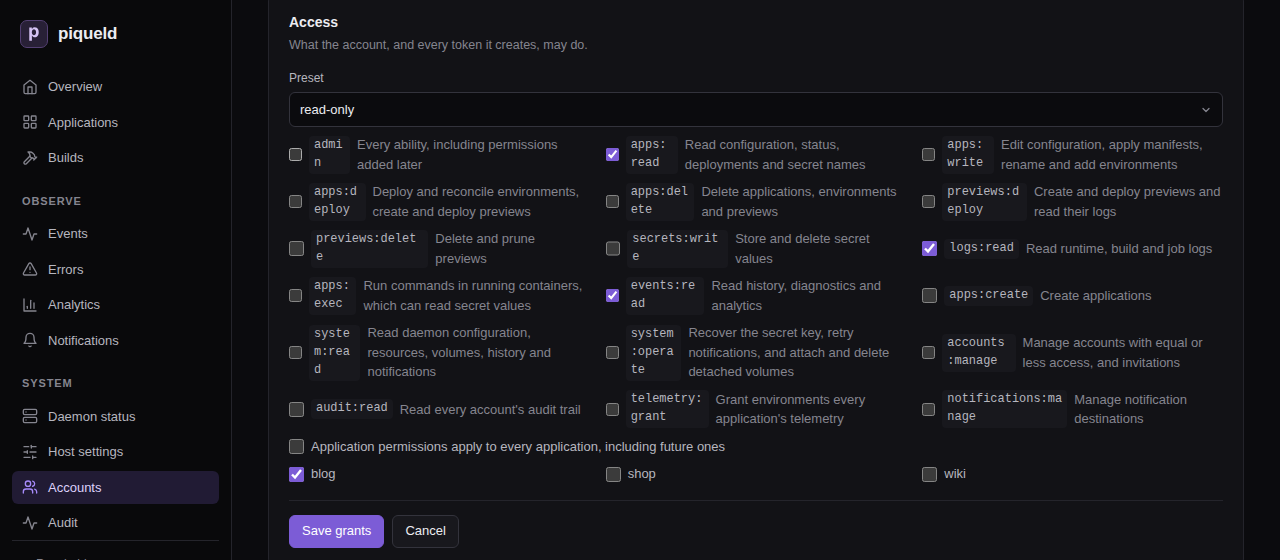 piqueld
Overview
Applications
Builds
OBSERVE
Events
Errors
Analytics
Notifications
SYSTEM
Daemon status
Host settings
Accounts
Audit
Access
What the account, and every token it creates, may do.
Preset
read-only
admi
n
Every ability, including permissions
added later
apps:
read
Read configuration, status,
deployments and secret names
apps:
write
Edit configuration, apply manifests,
rename and add environments
apps:d
eploy
Deploy and reconcile environments,
create and deploy previews
apps:del
ete
Delete applications, environments
and previews
previews:d
eploy
Create and deploy previews and
read their logs
previews:delet
e
Delete and prune
previews
secrets:writ
e
Store and delete secret
values
logs:read
Read runtime, build and job logs
apps:
exec
Run commands in running containers,
which can read secret values
events:re
ad
Read history, diagnostics and
analytics
apps:create
Create applications
syste
m:rea
d
Read daemon configuration,
resources, volumes, history and
notifications
system
:opera
te
Recover the secret key, retry
notifications, and attach and delete
detached volumes
accounts
:manage
Manage accounts with equal or
less access, and invitations
audit:read
Read every account's audit trail
telemetry:
grant
Grant environments every
application's telemetry
notifications:ma
nage
Manage notification
destinations
Application permissions apply to every application, including future ones
blog
shop
wiki
Save grants
Cancel